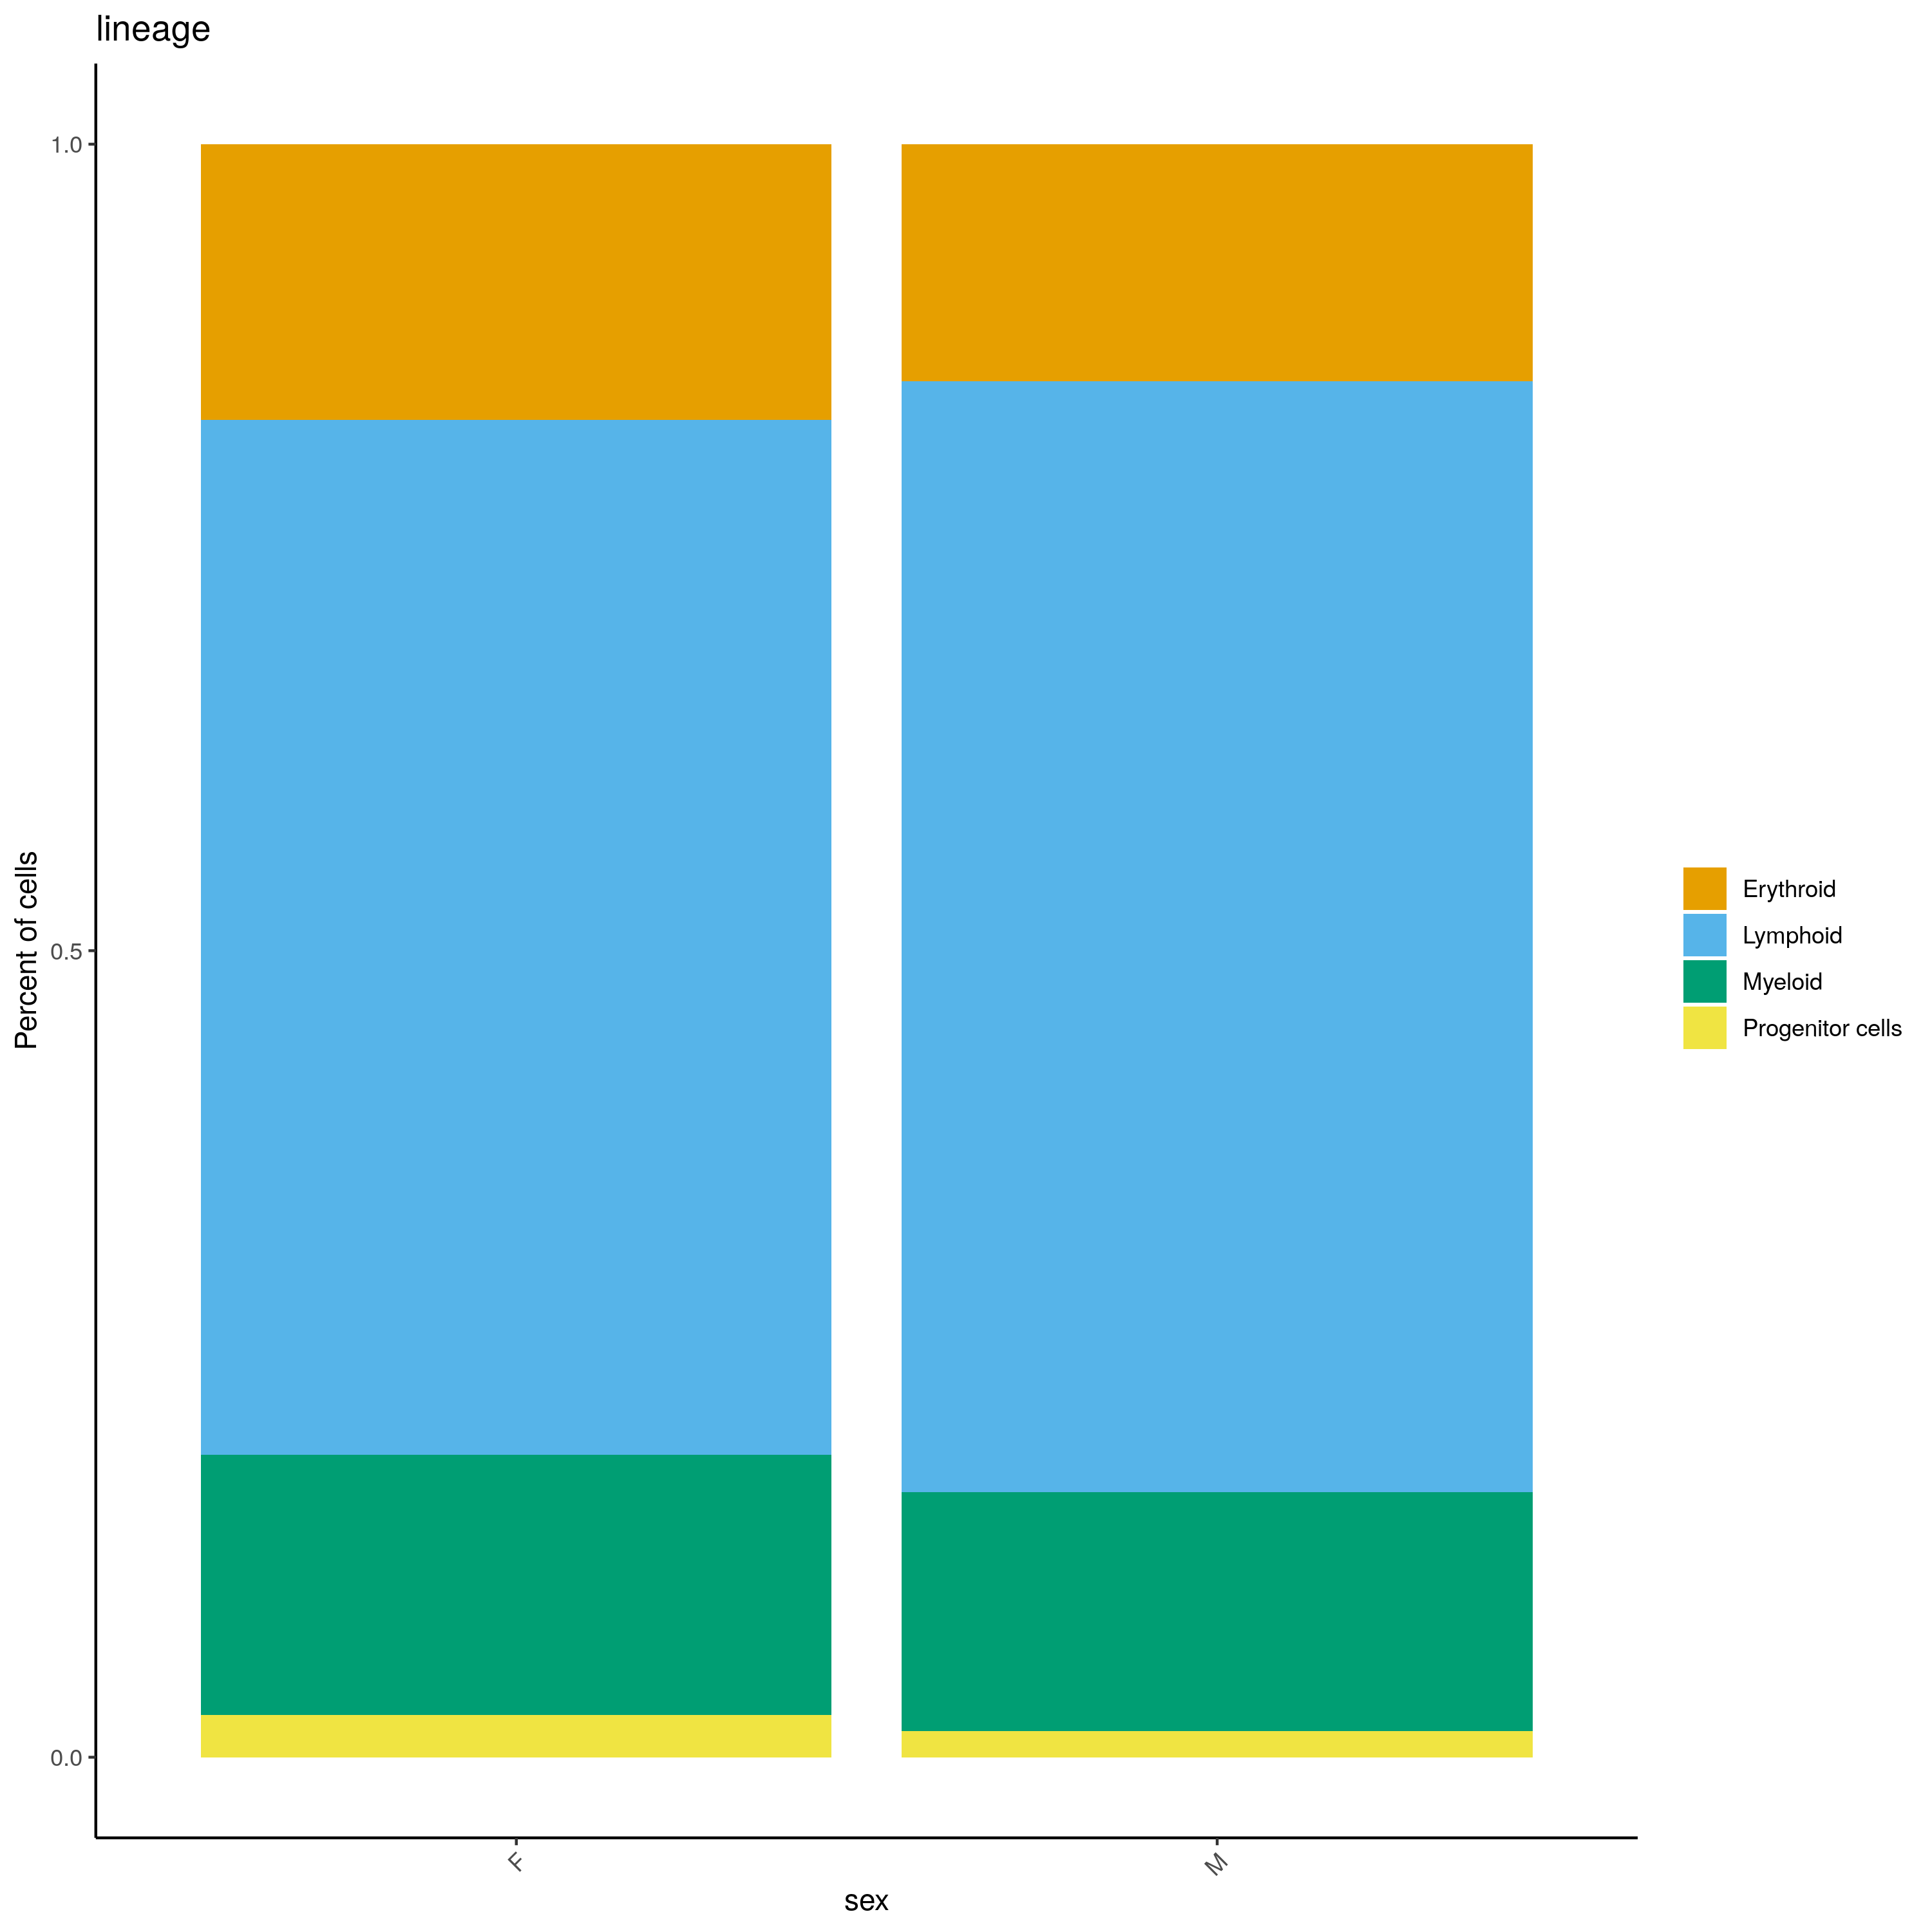 lineage
1.0
0.5
0.0
Percent of cells
F
M
sex
Erythroid
Lymphoid
Myeloid
Progenitor cells